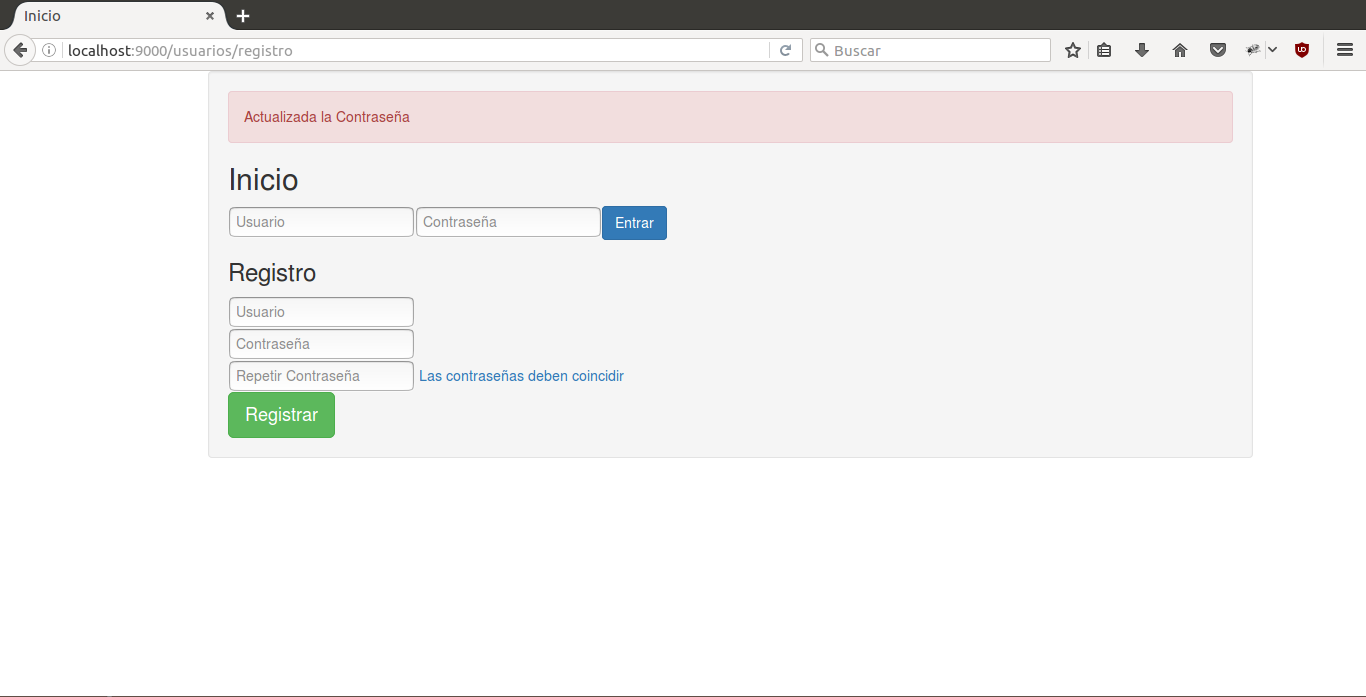 Inicio
localhost:9000/usuarios/registro
Buscar
Actualizada la Contraseña
Inicio
Usuario Contraseña Entrar
Registro
Usuario
Contraseña
Repetir Contraseña Las contraseñas deben coincidir
Registrar